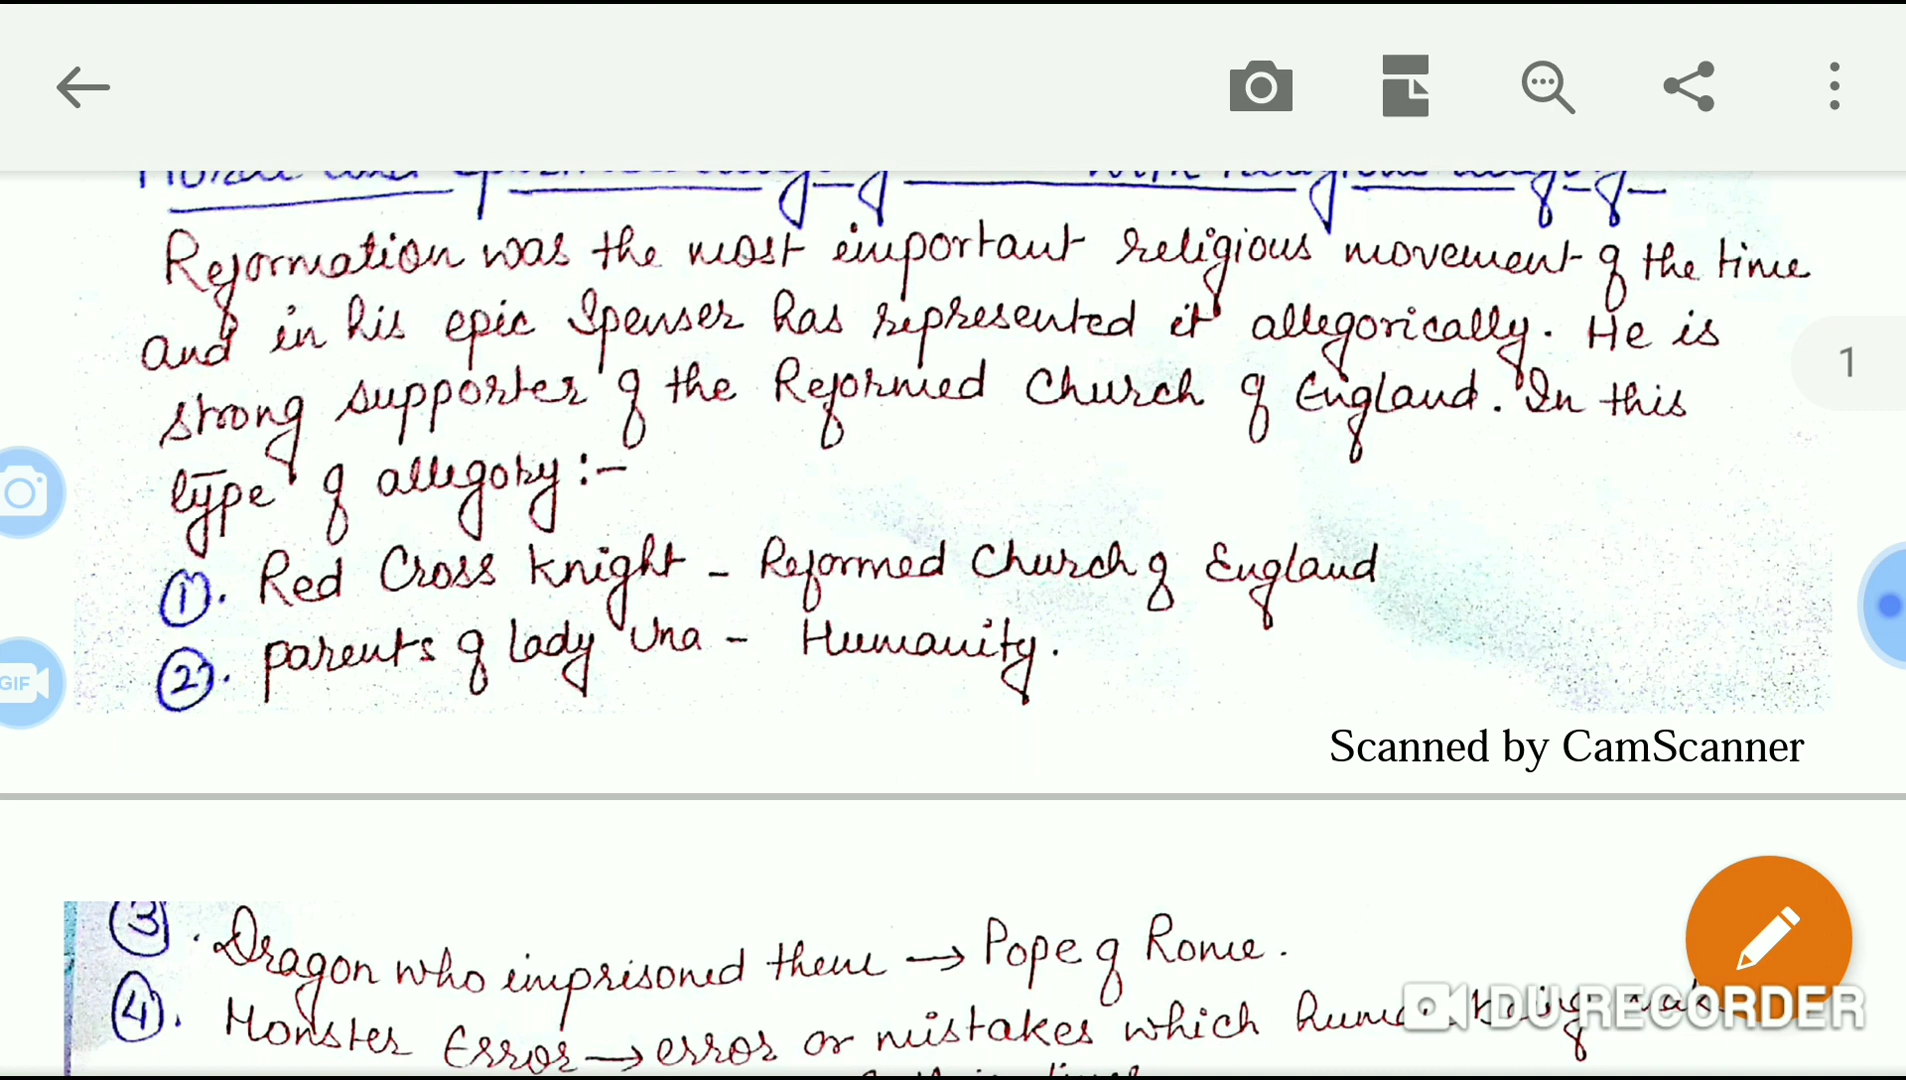 1
Reformation was the most important religious movement of the time
and in his epic Spenser has represented it allegorically. He is
strong supporter of the Reformed Church of England. In this
type of allegory :-
(1). Red Cross Knight - Reformed Church of England
(2). parents of lady Una - Humanity.
GIF
Scanned by CamScanner
(3). Dragon who imprisoned them → Pope of Rome.
(4). Monster Error → error or mistakes which human being
DU RECORDER